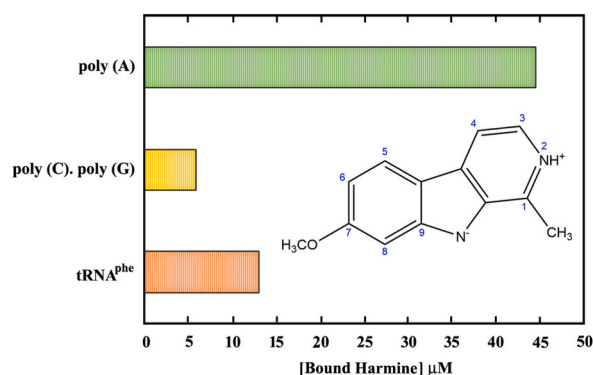 poly (A)
4
3
2
NH⁺
5
6
1
7
9
N⁻
CH₃
H₃CO
8
poly (C). poly (G)
tRNAᵖʰᵉ
0 5 10 15 20 25 30 35 40 45 50
[Bound Harmine] µM